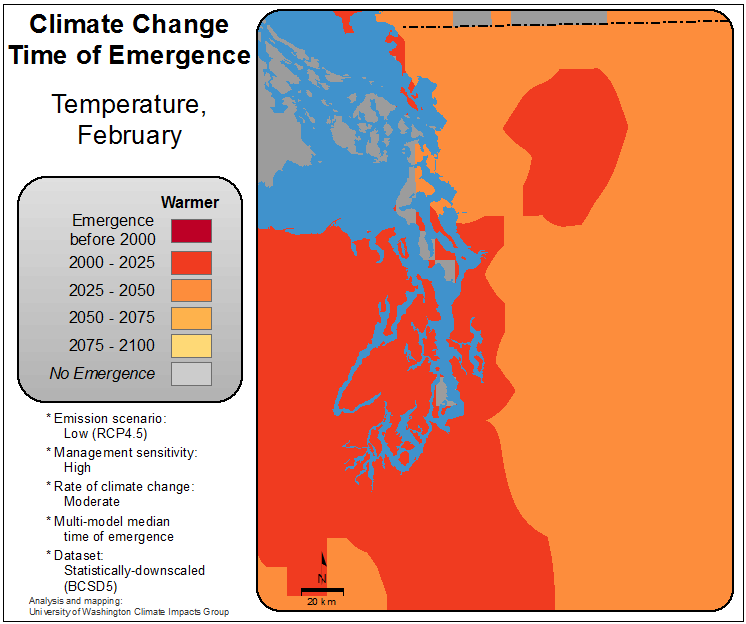 Climate Change
Time of Emergence
Temperature,
February
Warmer
Emergence
before 2000
2000 - 2025
2025 - 2050
2050 - 2075
2075 - 2100
No Emergence
* Emission scenario:
Low (RCP4.5)
* Management sensitivity:
High
* Rate of climate change:
Moderate
* Multi-model median
time of emergence
* Dataset:
Statistically-downscaled
(BCSD5)
Analysis and mapping:
University of Washington Climate Impacts Group
N
20 km